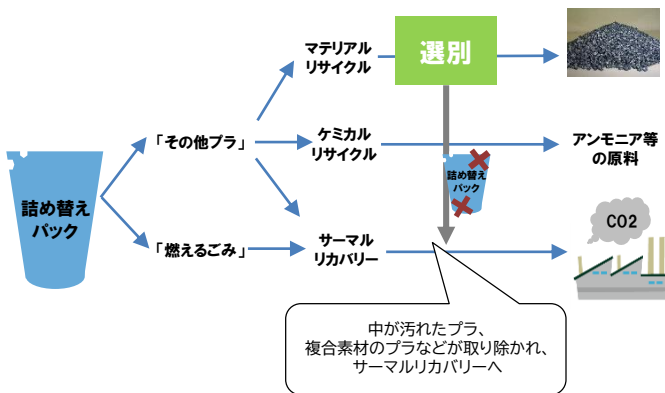 マテリアル
リサイクル
選別
「その他プラ」
ケミカル
リサイクル
アンモニア等
の原料
詰め替え
パック
詰め替え
パック
「燃えるごみ」
サーマル
リカバリー
CO2
中が汚れたプラ、
複合素材のプラなどが取り除かれ、
サーマルリカバリーへ